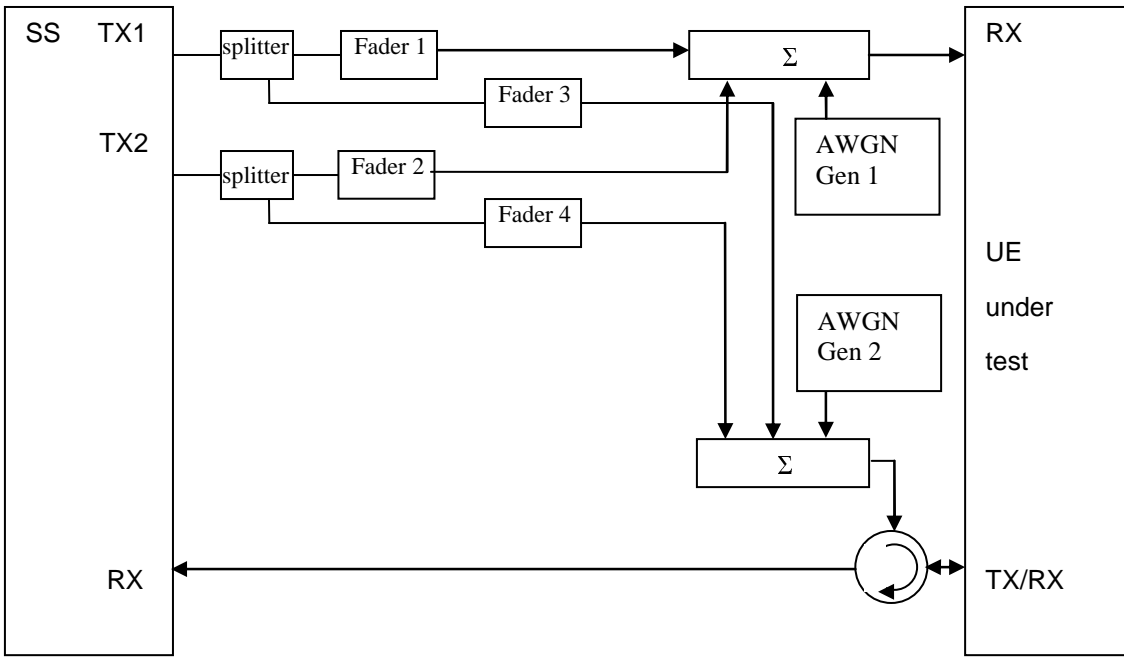 SS TX1
splitter
Fader 1
Σ
RX
Fader 3
TX2
AWGN
Gen 1
splitter
Fader 2
Fader 4
UE
under
test
AWGN
Gen 2
Σ
RX
TX/RX